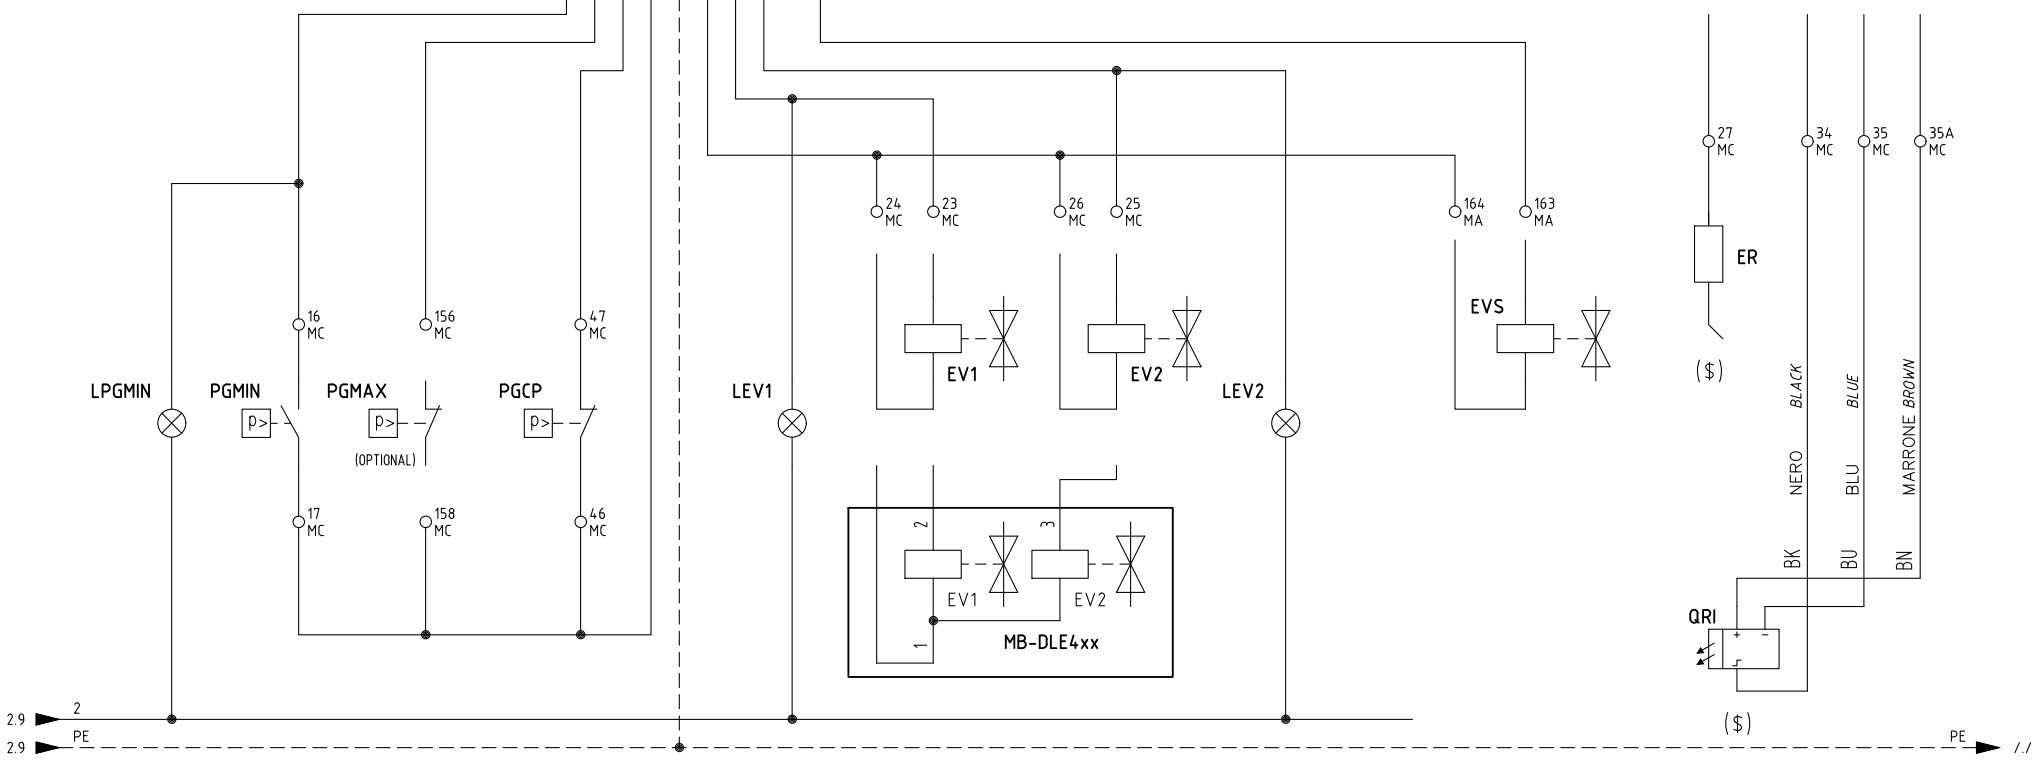 27
MC
34
MC
35
MC
35A
MC
24
MC
23
MC
26
MC
25
MC
164
MA
163
MA
ER
EVS
16
MC
156
MC
47
MC
($)
EV1
EV2
LPGMIN
PGMIN
PGMAX
PGCP
LEV1
LEV2
p>
p>
p>
(OPTIONAL)
NERO BLACK
BLU BLUE
MARRONE BROWN
17
MC
158
MC
46
MC
2
3
BK
BU
BN
EV1
EV2
1
MB-DLE4xx
QRI
+
-
($)
2.9
2
2.9
PE
PE
/./